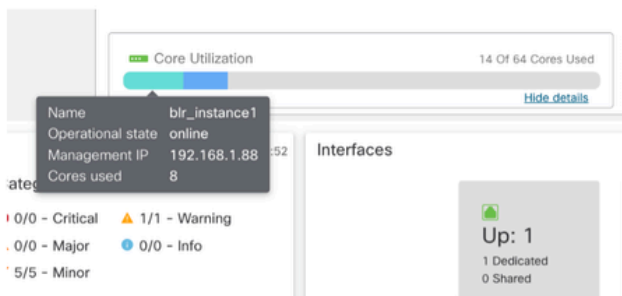 Core Utilization 14 Of 64 Cores Used
Hide details
Name blr_instance1
Operational state online
Management IP 192.168.1.88
Cores used 8
:52
Interfaces
0/0 - Critical 1/1 - Warning
0/0 - Major 0/0 - Info
5/5 - Minor
Up: 1
1 Dedicated
0 Shared